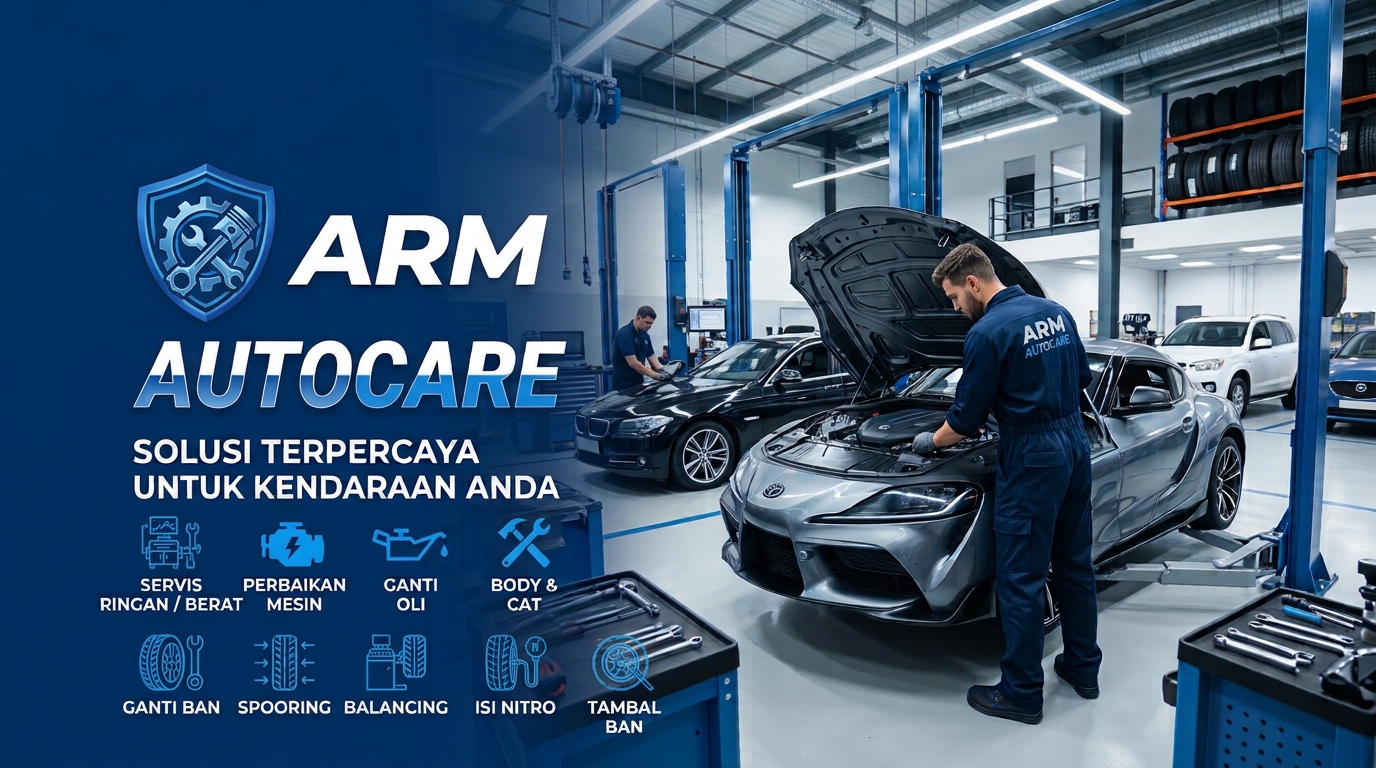 ARM
AUTOCARE
SOLUSI TERPERCAYA
UNTUK KENDARAAN ANDA
SERVIS
RINGAN / BERAT
PERBAIKAN
MESIN
GANTI
OLI
BODY &
CAT
GANTI BAN
SPOORING
BALANCING
N
ISI NITRO
TAMBAL
BAN
ARM
AUTOCARE